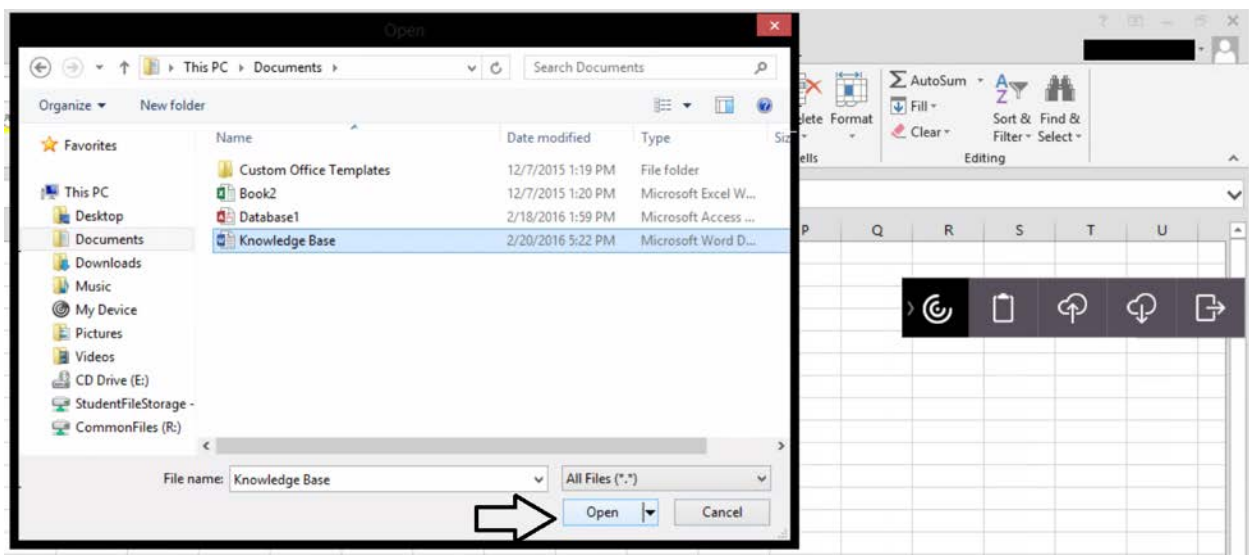 Open
This PC Documents
Search Documents
Organize New folder
Name Date modified Type
Favorites
This PC
Desktop
Documents
Downloads
Music
My Device
Pictures
Videos
CD Drive (E:)
StudentFileStorage -
CommonFiles (R:)
Custom Office Templates 12/7/2015 1:19 PM File folder
Book2 12/7/2015 1:20 PM Microsoft Excel W...
Database1 2/18/2016 1:59 PM Microsoft Access ...
Knowledge Base 2/20/2016 5:22 PM Microsoft Word D...
File name: Knowledge Base All Files (*.*)
Open Cancel
Format
AutoSum
Fill
Clear
Sort &
Filter
Find &
Select
Editing
P Q R S T U